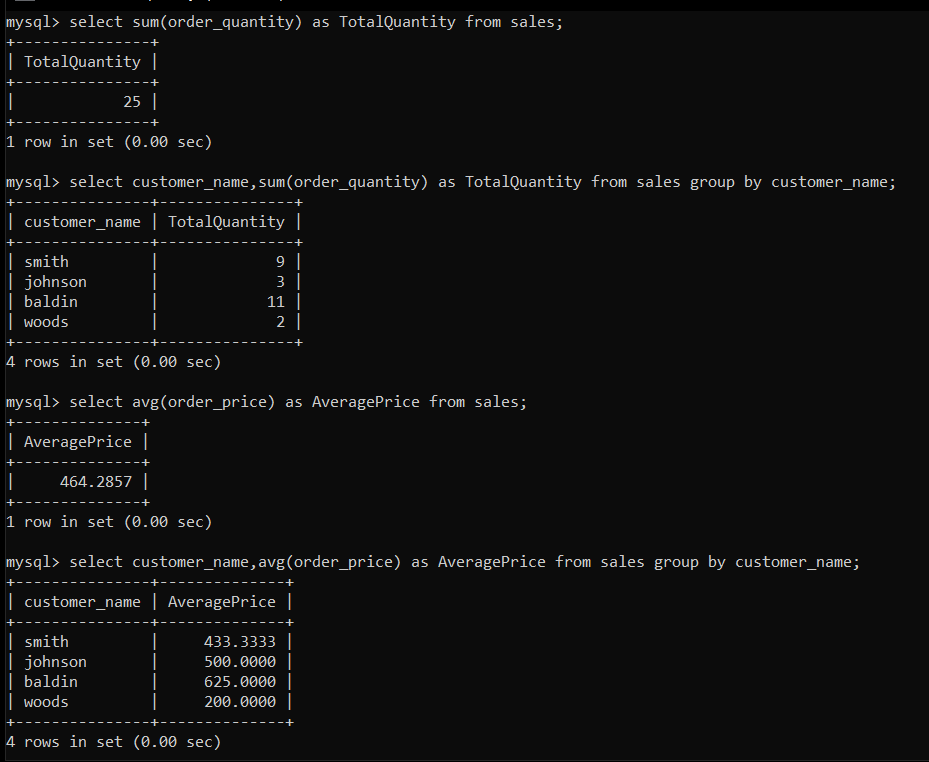 mysql> select sum(order_quantity) as TotalQuantity from sales;
+---------------+
| TotalQuantity |
+---------------+
|            25 |
+---------------+
1 row in set (0.00 sec)
mysql> select customer_name,sum(order_quantity) as TotalQuantity from sales group by customer_name;
+---------------+---------------+
| customer_name | TotalQuantity |
+---------------+---------------+
| smith         |             9 |
| johnson       |             3 |
| baldin        |            11 |
| woods         |             2 |
+---------------+---------------+
4 rows in set (0.00 sec)
mysql> select avg(order_price) as AveragePrice from sales;
+--------------+
| AveragePrice |
+--------------+
|     464.2857 |
+--------------+
1 row in set (0.00 sec)
mysql> select customer_name,avg(order_price) as AveragePrice from sales group by customer_name;
+---------------+--------------+
| customer_name | AveragePrice |
+---------------+--------------+
| smith         |     433.3333 |
| johnson       |     500.0000 |
| baldin        |     625.0000 |
| woods         |     200.0000 |
+---------------+--------------+
4 rows in set (0.00 sec)